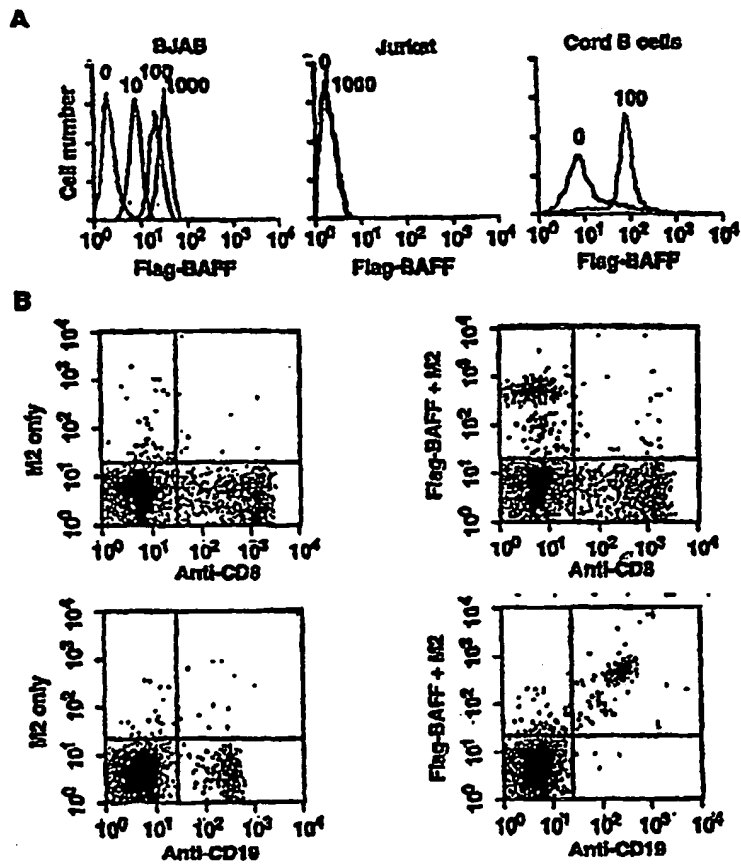 A
BJAB
Jurkat
Cord B cells
0 10 100 1000
0 1000
0 100
Cell number
10⁰ 10¹ 10² 10³ 10⁴
10⁰ 10¹ 10² 10³ 10⁴
10⁰ 10¹ 10² 10³ 10⁴
Flag-BAFF
Flag-BAFF
Flag-BAFF
B
M2 only
10⁰ 10¹ 10² 10³ 10⁴
10⁰ 10¹ 10² 10³ 10⁴
Anti-CD8
Flag-BAFF + M2
10⁰ 10¹ 10² 10³ 10⁴
10⁰ 10¹ 10² 10³ 10⁴
Anti-CD8
M2 only
10⁰ 10¹ 10² 10³ 10⁴
10⁰ 10¹ 10² 10³ 10⁴
Anti-CD19
Flag-BAFF + M2
10⁰ 10¹ 10² 10³ 10⁴
10⁰ 10¹ 10² 10³ 10⁴
Anti-CD19